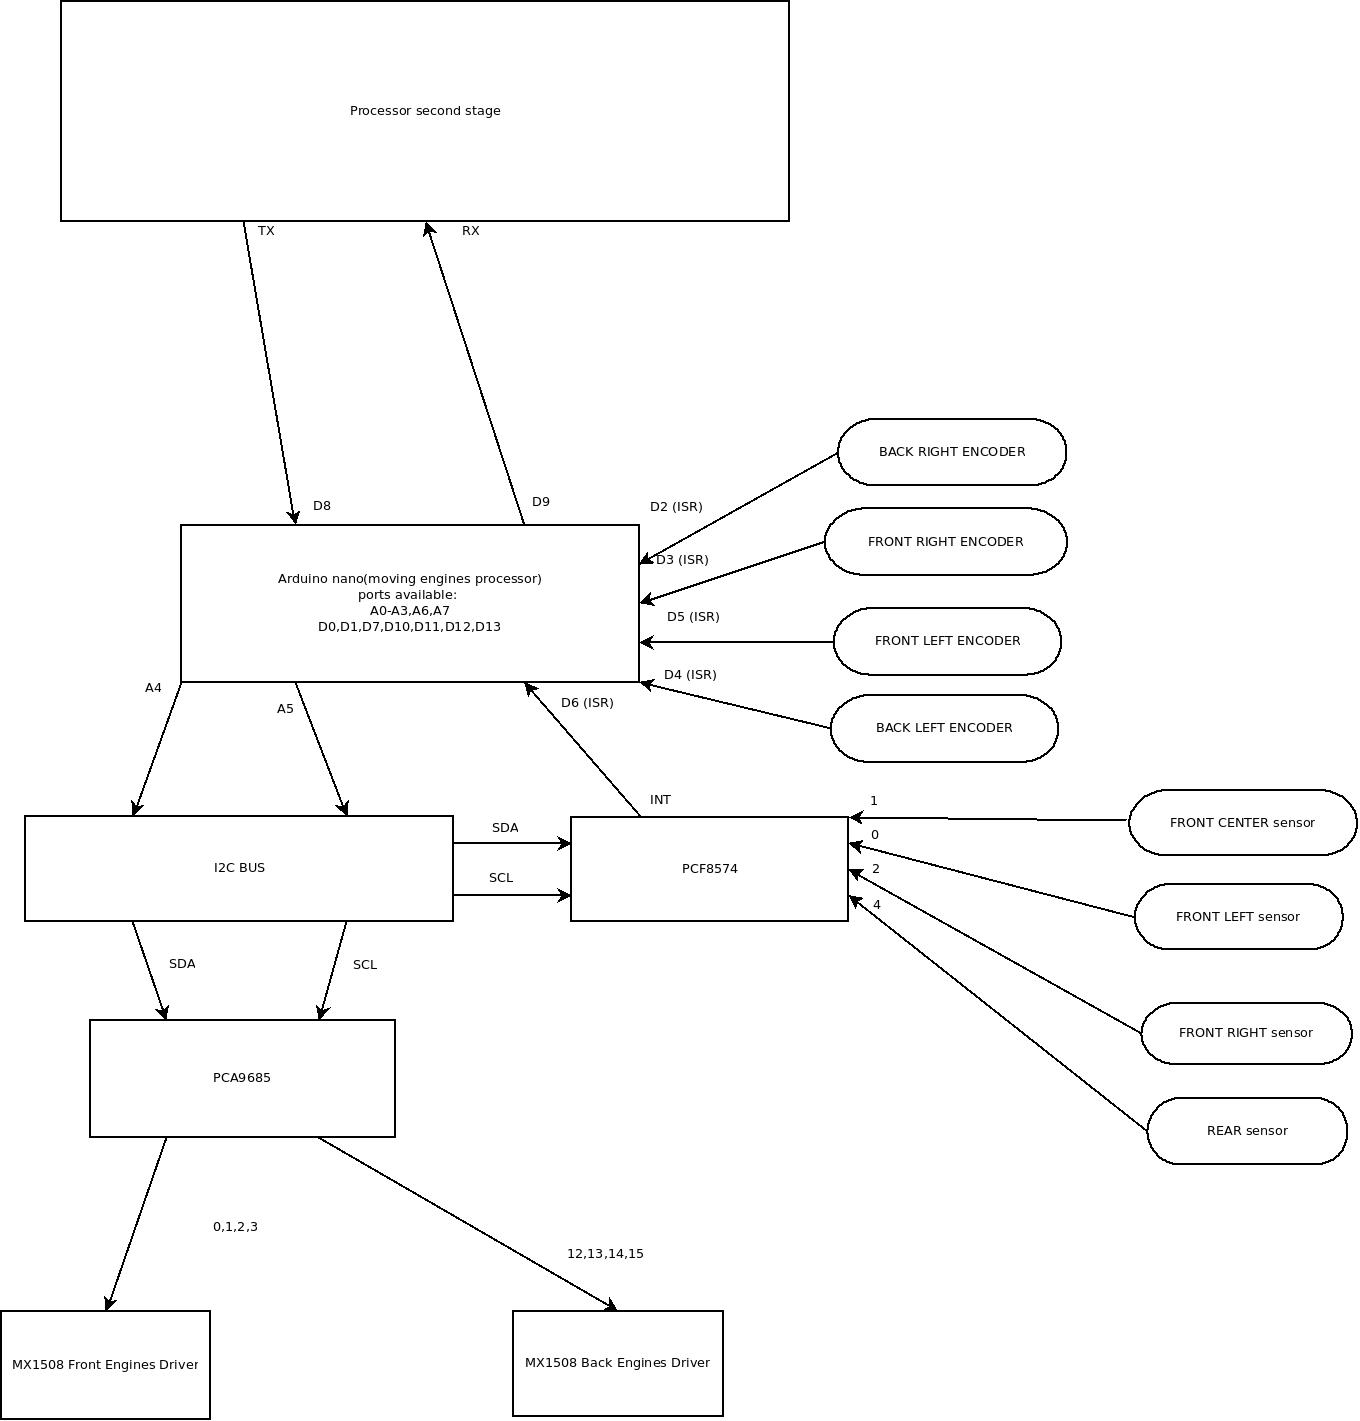 Processor second stage
TX
RX
D8
D9
BACK RIGHT ENCODER
D2 (ISR)
FRONT RIGHT ENCODER
D3 (ISR)
Arduino nano(moving engines processor)
ports available:
A0-A3,A6,A7
D0,D1,D7,D10,D11,D12,D13
D5 (ISR)
FRONT LEFT ENCODER
D4 (ISR)
BACK LEFT ENCODER
A4
A5
D6 (ISR)
INT
1
FRONT CENTER sensor
SDA
0
I2C BUS
PCF8574
2
SCL
4
FRONT LEFT sensor
SDA
SCL
FRONT RIGHT sensor
PCA9685
REAR sensor
0,1,2,3
12,13,14,15
MX1508 Front Engines Driver
MX1508 Back Engines Driver